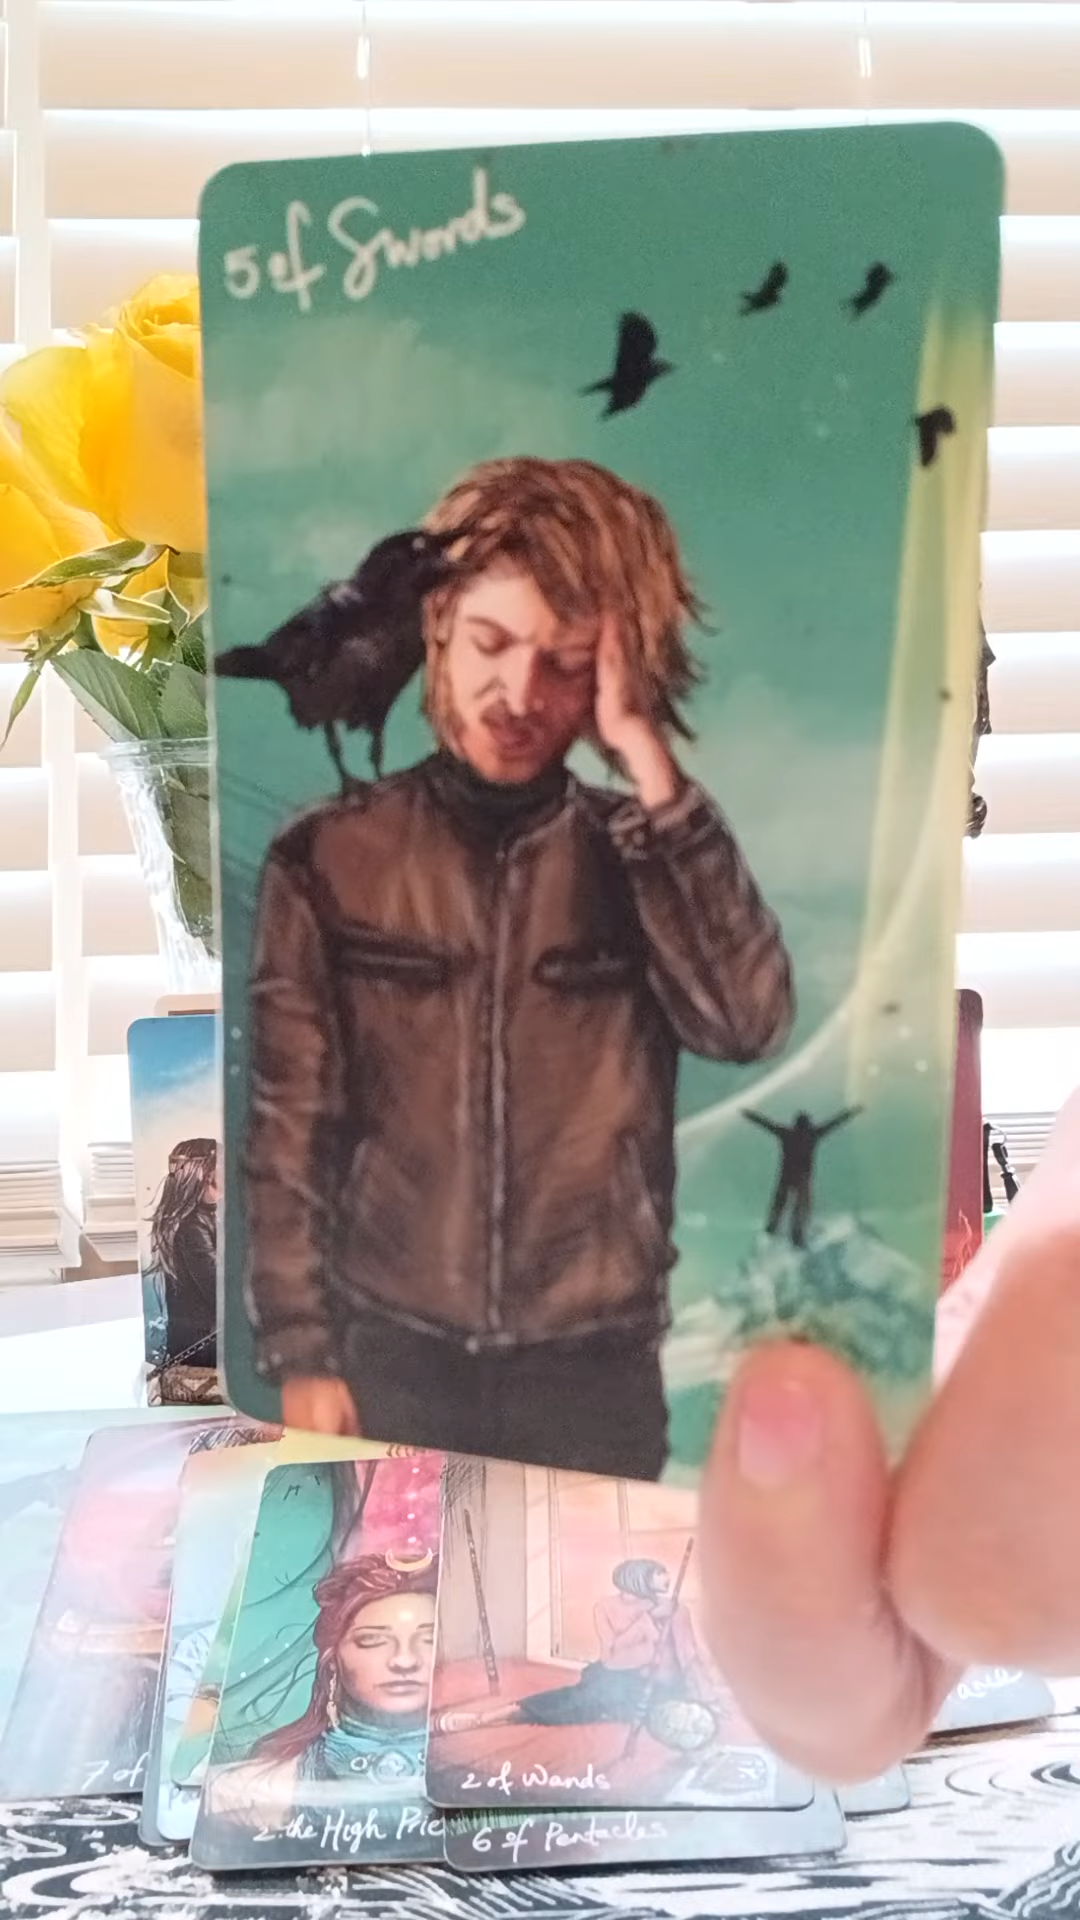 5 of Swords
7 of
2 of Wands
2. the High Prie
6 of Pentacles